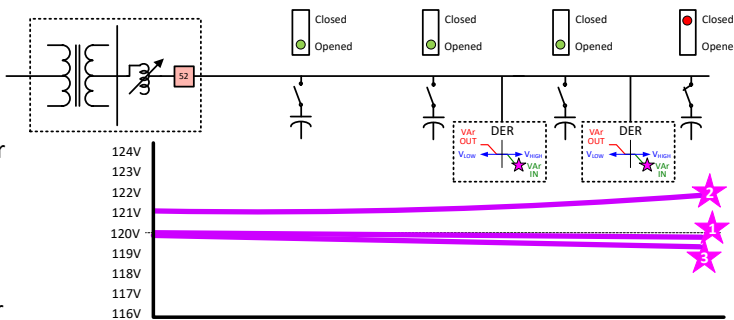 Closed
Opened
Closed
Opened
Closed
Opened
Closed
Opene
52
DER
VAr
OUT
VLOW
VHIGH
VAr
IN
DER
VAr
OUT
VLOW
VHIGH
VAr
IN
r
124V
123V
122V
121V
120V
119V
118V
117V
116V
2
1
3
r